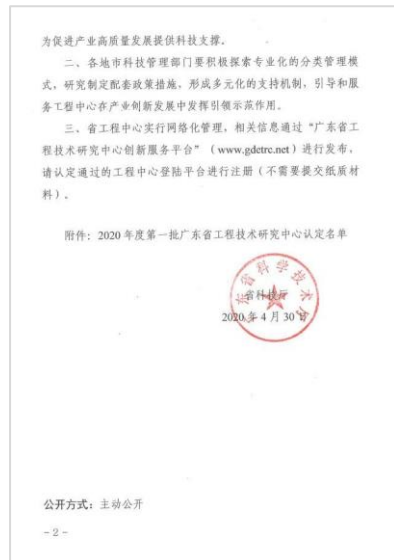 为促进产业高质量发展提供科技支撑。
二、各地市科技管理部门要积极探索专业化的分类管理模
式，研究制定配套政策措施，形成多元化的支持机制，引导和服
务工程中心在产业创新发展中发挥引领示范作用。
三、省工程中心实行网络化管理，相关信息通过“广东省工
程技术研究中心创新服务平台”（www.gdetrc.net）进行发布，
请认定通过的工程中心登陆平台进行注册（不需要提交纸质材
料）。
附件：2020 年度第一批广东省工程技术研究中心认定名单
广东省科学技术厅
省科技厅
2020 年 4 月 30 日
公开方式：主动公开
－2－